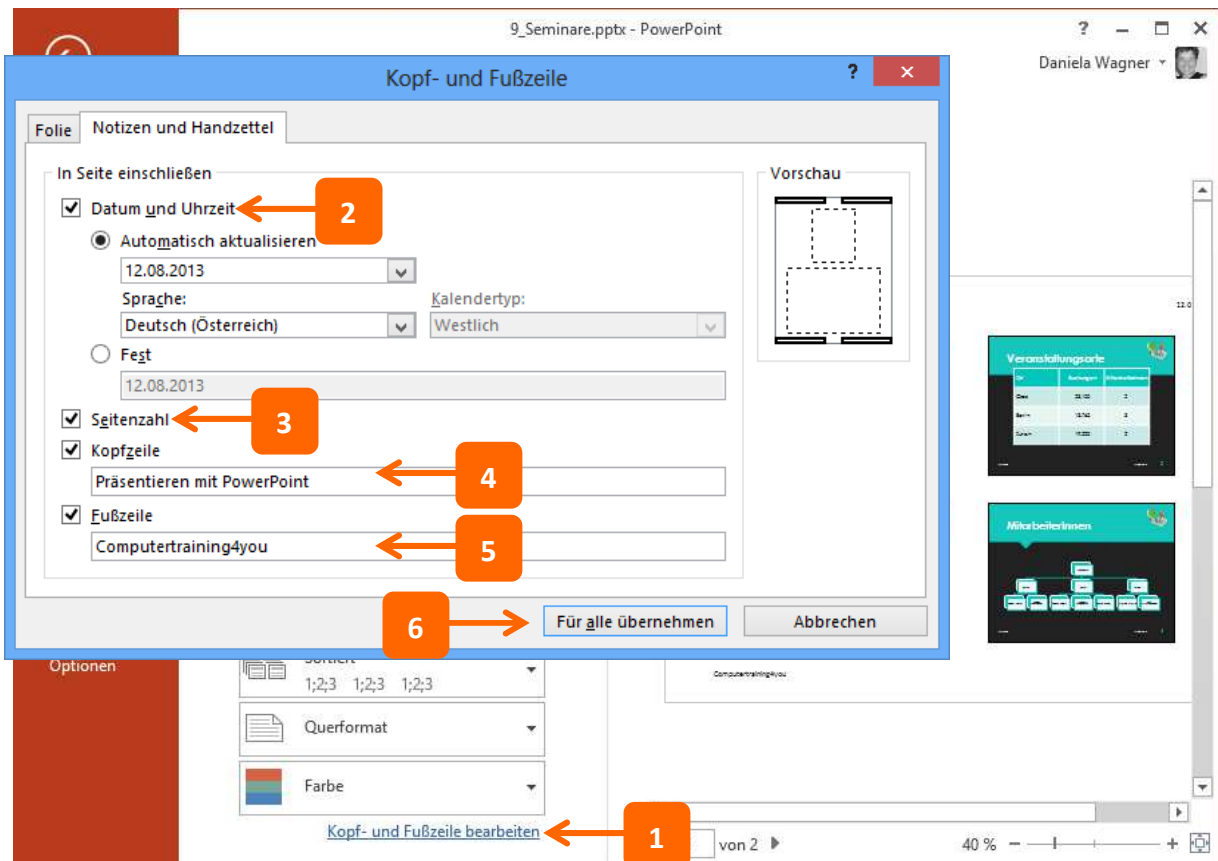 9_Seminare.pptx - PowerPoint
?
Daniela Wagner
Kopf- und Fußzeile
?
Folie
Notizen und Handzettel
In Seite einschließen
Datum und Uhrzeit
2
Automatisch aktualisieren
12.08.2013
Sprache:
Kalendertyp:
Deutsch (Österreich)
Westlich
Fest
12.08.2013
Seitenzahl
3
Kopfzeile
4
Präsentieren mit PowerPoint
Fußzeile
5
Computertraining4you
6
Für alle übernehmen
Abbrechen
Vorschau
Veranstaltungsorte
MitarbeiterInnen
Optionen
Sortiert
1;2;3 1;2;3 1;2;3
Computertraining4you
Querformat
Farbe
Kopf- und Fußzeile bearbeiten
1
von 2
40 %